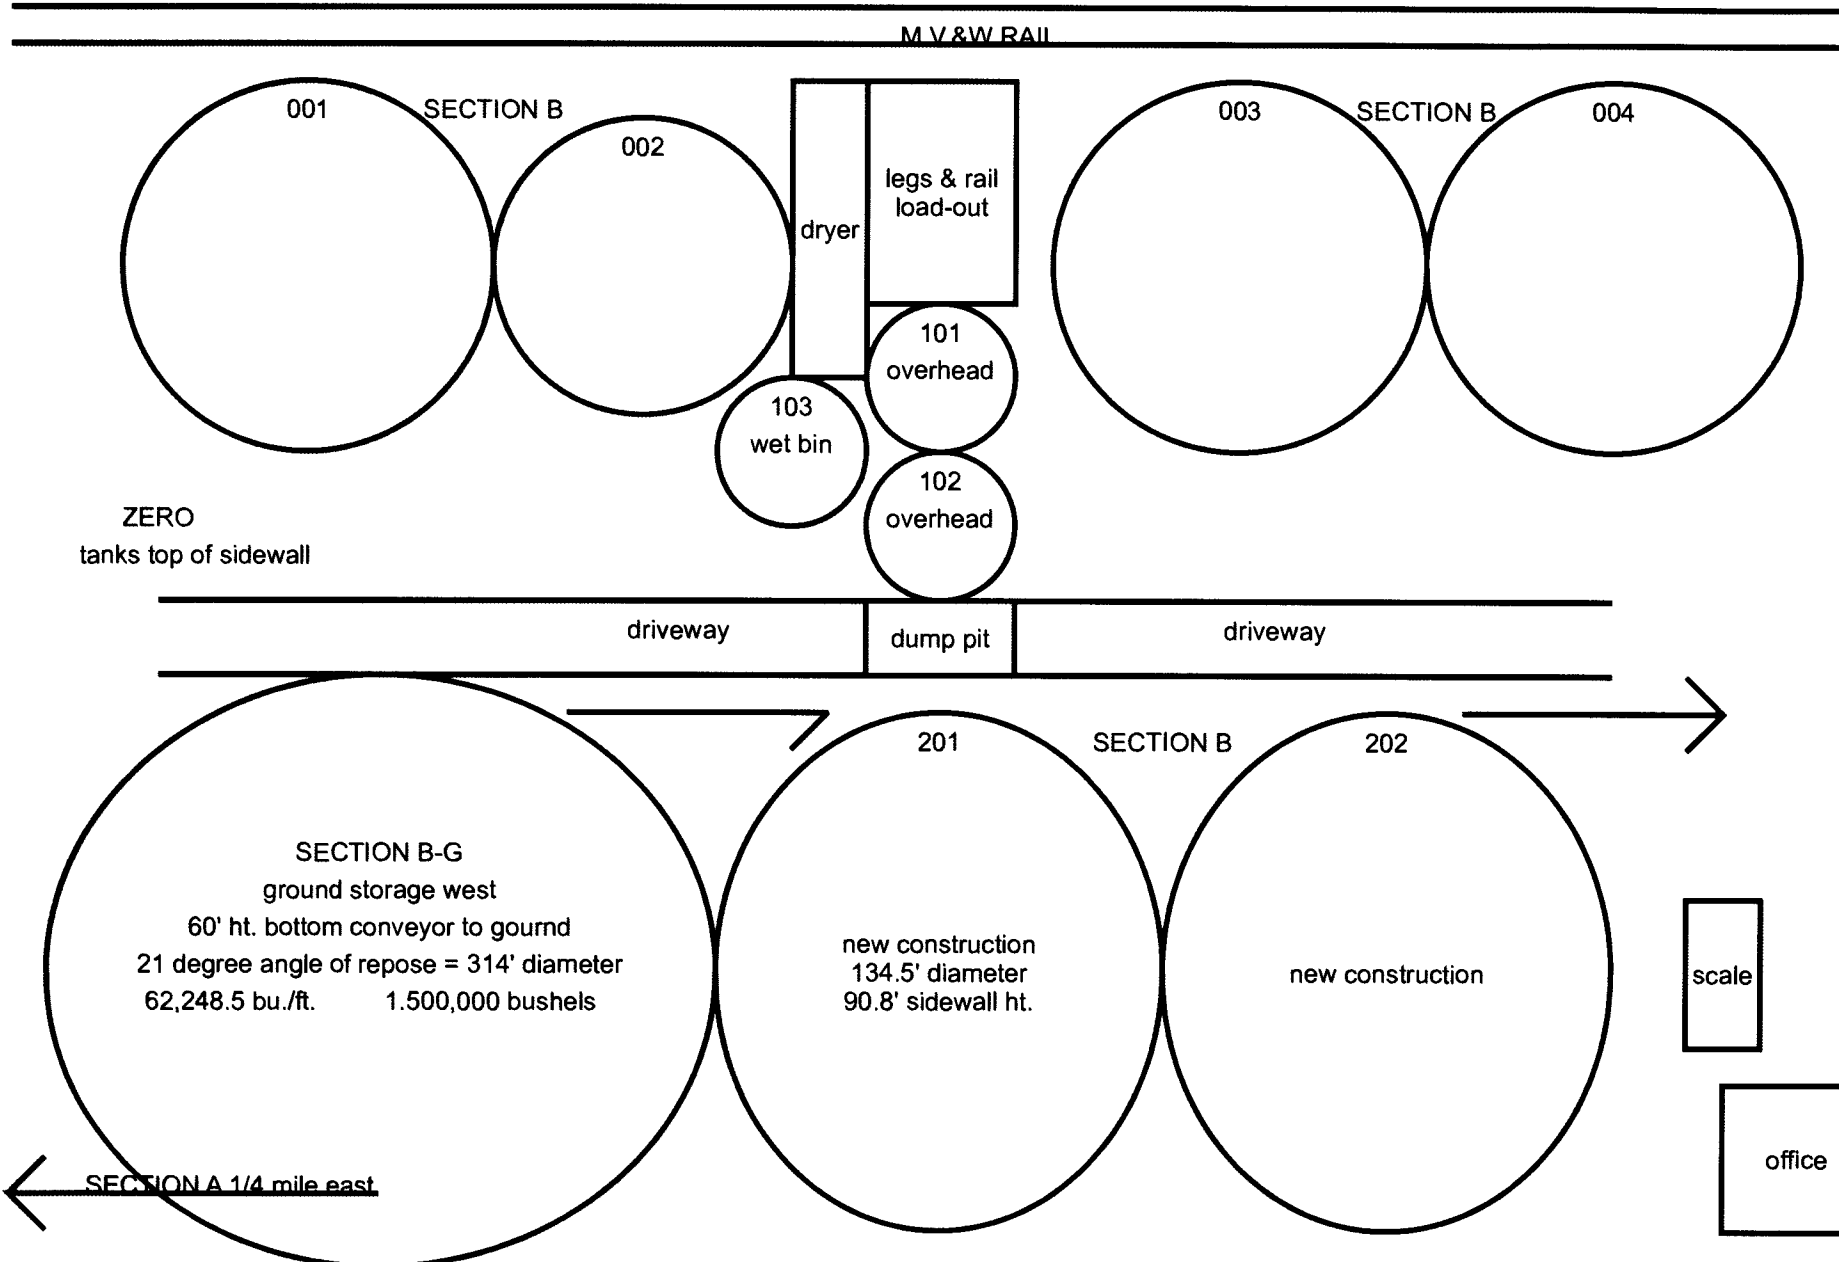 M V &W RAIL
001
SECTION B
002
003
SECTION B
004
legs & rail
load-out
dryer
101
overhead
103
wet bin
102
overhead
ZERO
tanks top of sidewall
driveway
dump pit
driveway
201
SECTION B
202
SECTION B-G
ground storage west
60' ht. bottom conveyor to gournd
21 degree angle of repose = 314' diameter
62,248.5 bu./ft. 1.500,000 bushels
new construction
134.5' diameter
90.8' sidewall ht.
new construction
scale
office
SECTION A 1/4 mile east